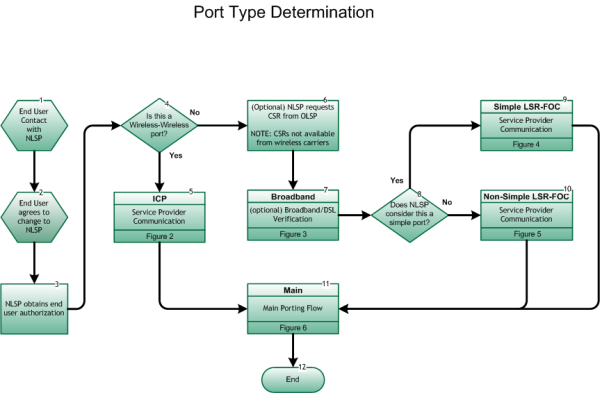 Port Type Determination
1
End User
Contact
with
NLSP
2
End User
agrees to
change to
NLSP
3
NLSP obtains end
user authorization
4
Is this a
Wireless-Wireless
port?
No
Yes
5
ICP
Service Provider
Communication
Figure 2
6
(Optional) NLSP requests
CSR from OLSP
NOTE: CSRs not available
from wireless carriers
7
Broadband
(optional) Broadband/DSL
Verification
Figure 3
8
Does NLSP
consider this a
simple port?
Yes
No
9
Simple LSR-FOC
Service Provider
Communication
Figure 4
10
Non-Simple LSR-FOC
Service Provider
Communication
Figure 5
11
Main
Main Porting Flow
Figure 6
12
End